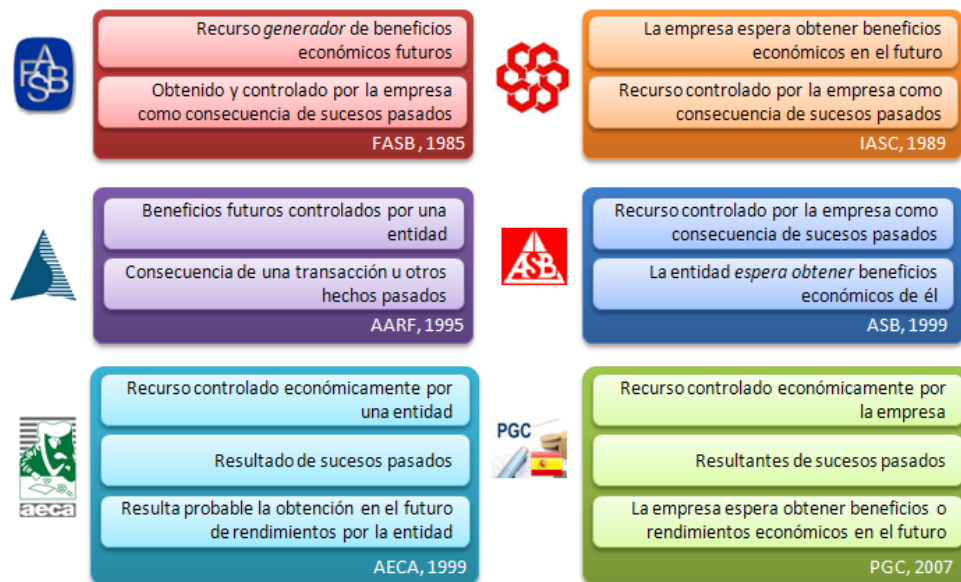 FASB
Recurso generador de beneficios
económicos futuros
Obtenido y controlado por la empresa
como consecuencia de sucesos pasados
FASB, 1985
La empresa espera obtener beneficios
económicos en el futuro
Recurso controlado por la empresa como
consecuencia de sucesos pasados
IASC, 1989
Beneficios futuros controlados por una
entidad
Consecuencia de una transacción u otros
hechos pasados
AARF, 1995
ASB
Recurso controlado por la empresa como
consecuencia de sucesos pasados
La entidad espera obtener beneficios
económicos de él
ASB, 1999
aeca
Recurso controlado económicamente por
una entidad
Resultado de sucesos pasados
Resulta probable la obtención en el futuro
de rendimientos por la entidad
AECA, 1999
PGC
Recurso controlado económicamente por
la empresa
Resultantes de sucesos pasados
La empresa espera obtener beneficios o
rendimientos económicos en el futuro
PGC, 2007